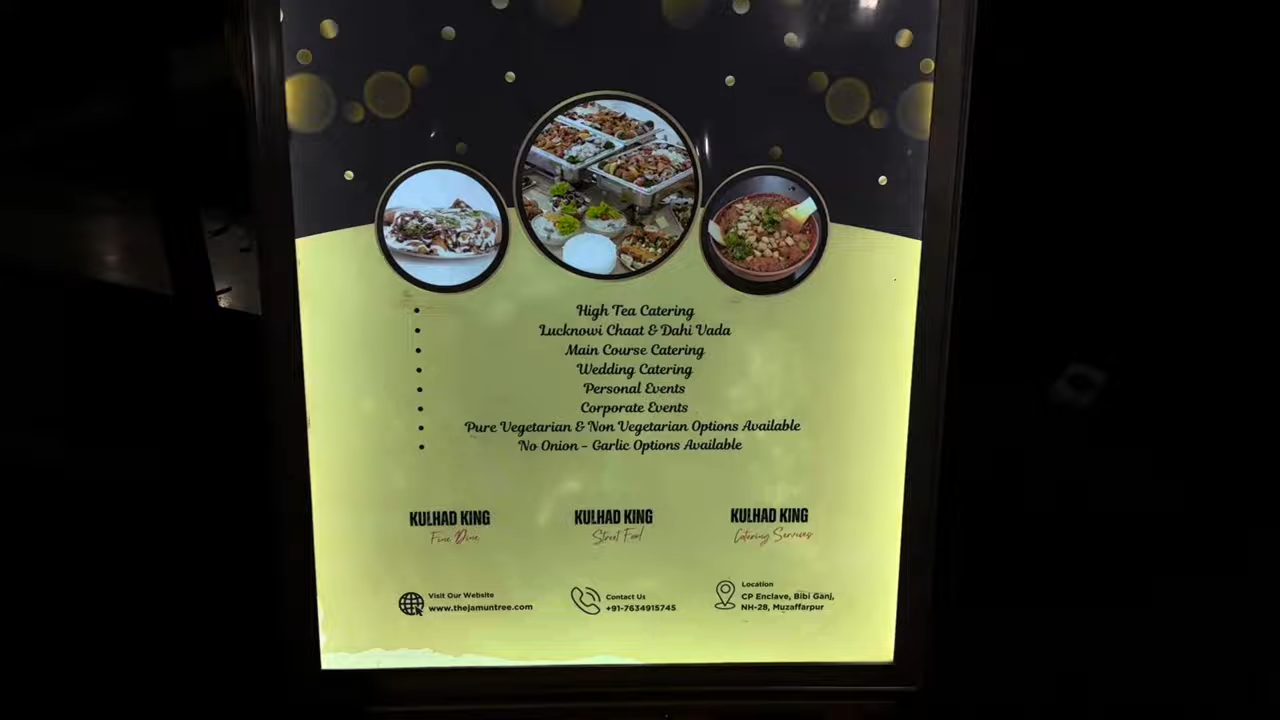 High Tea Catering
Lucknowi Chaat & Dahi Vada
Main Course Catering
Wedding Catering
Personal Events
Corporate Events
Pure Vegetarian & Non Vegetarian Options Available
No Onion - Garlic Options Available
KULHAD KING
Fine Dine
KULHAD KING
Street Food
KULHAD KING
Catering Services
Visit Our Website
www.thejamuntree.com
Contact Us
+91-7634915745
Location
CP Enclave, Bibi Ganj,
NH-28, Muzaffarpur